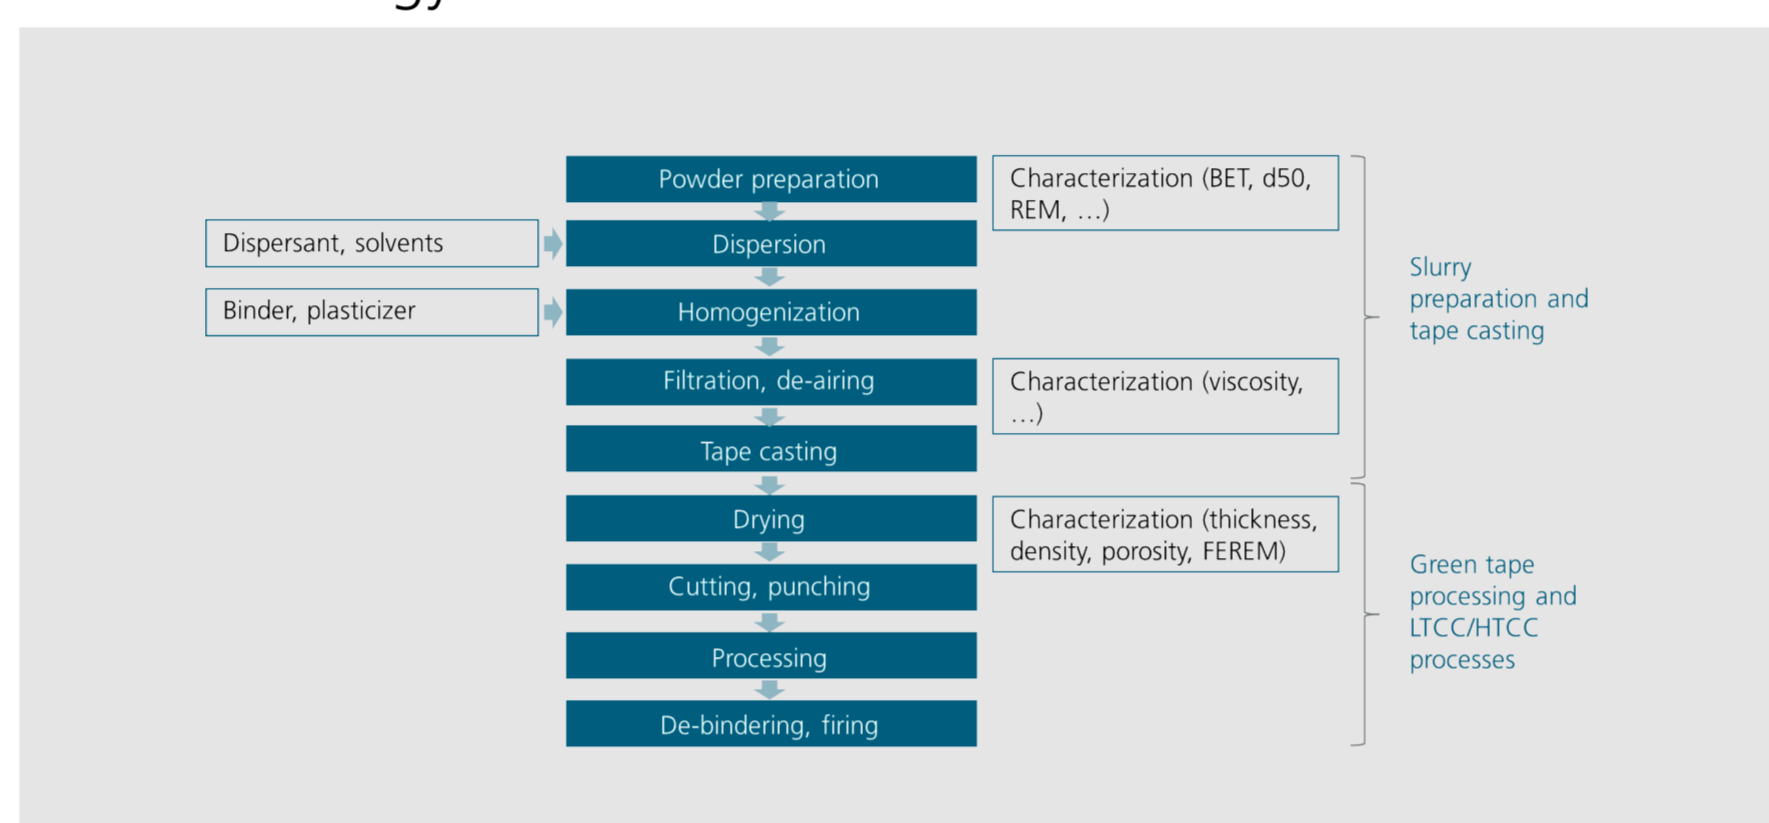 Powder preparation
Characterization (BET, d50,
REM, ...)
Dispersant, solvents
Dispersion
Binder, plasticizer
Homogenization
Slurry
preparation and
tape casting
Filtration, de-airing
Characterization (viscosity,
...)
Tape casting
Drying
Characterization (thickness,
density, porosity, FEREM)
Cutting, punching
Green tape
processing and
LTCC/HTCC
processes
Processing
De-bindering, firing